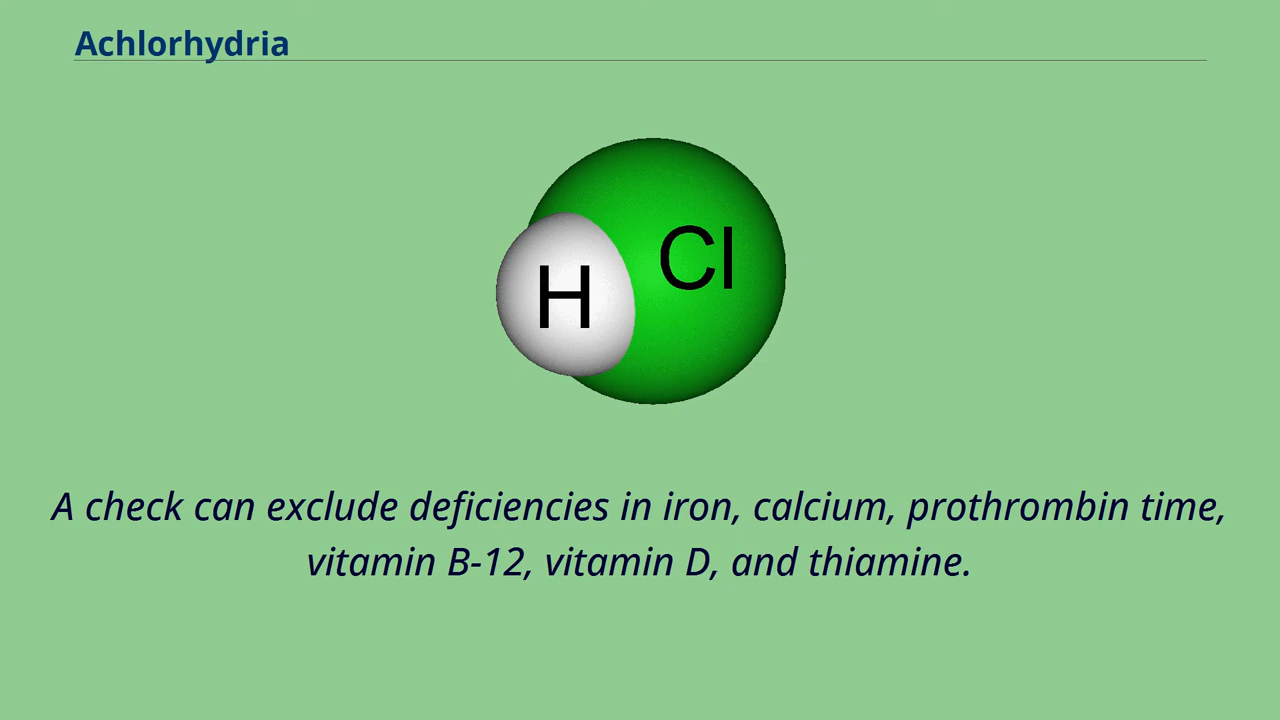 Achlorhydria
H
Cl
A check can exclude deficiencies in iron, calcium, prothrombin time,
vitamin B-12, vitamin D, and thiamine.